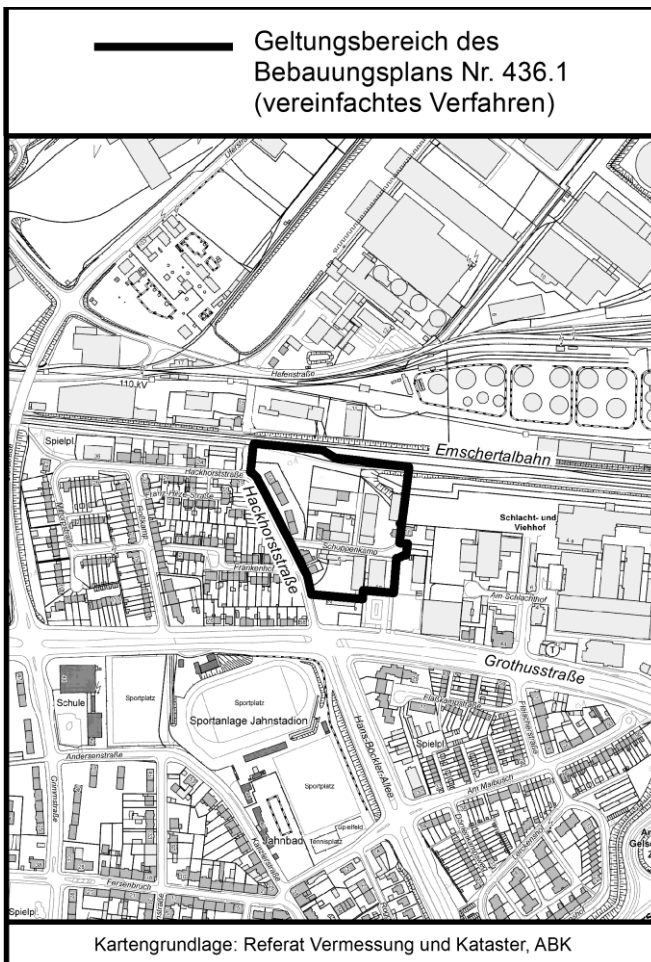 Geltungsbereich des
Bebauungsplans Nr. 436.1
(vereinfachtes Verfahren)
Uferstr.
Hafenstraße
110 kV
Spielpl.
Emschertalbahn
Hackhorststraße
Hackhorststraße
Schlacht- und
Viehhof
Schuppenkamp
Frankenhof
Am Schlachthof
T
Grothusstraße
Schule
Sportplatz
Sportplatz
Sportanlage Jahnstadion
Spielpl.
Hans-Böckler-Allee
Andersenstraße
Am Maibusch
Sportplatz
Jahnbad
Tennisplatz
Fersenbruch
Spielpl.
Kartengrundlage: Referat Vermessung und Kataster, ABK